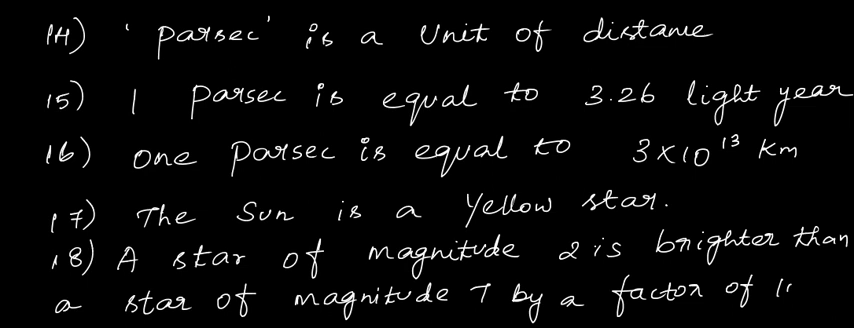 14) 'Parsec' is a Unit of distance
15) 1 Parsec is equal to 3.26 light year
16) One Parsec is equal to 3×10¹³ Km
17) The Sun is a Yellow star.
18) A star of magnitude 2 is brighter than
a star of magnitude 7 by a factor of